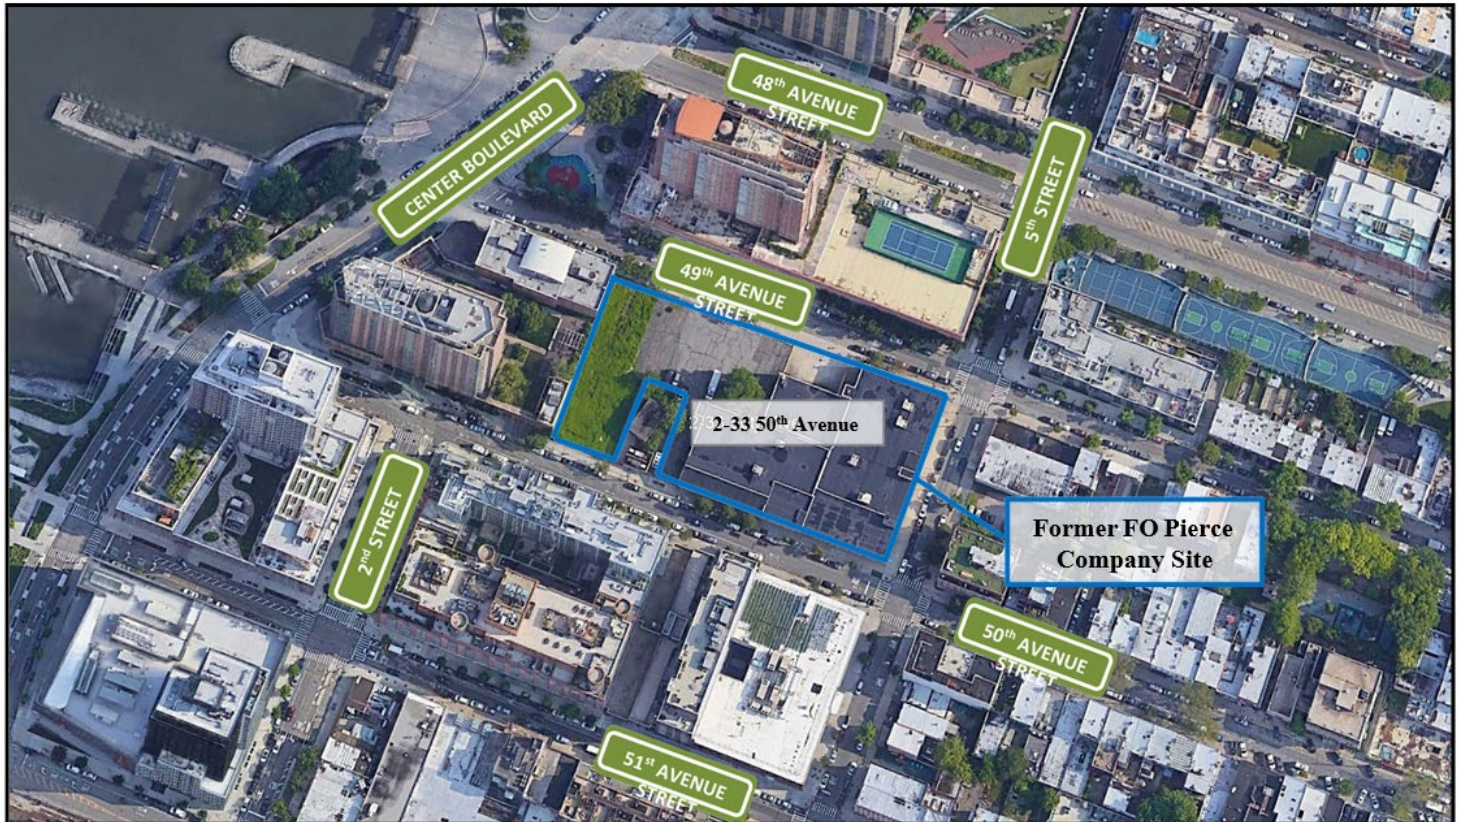 48th AVENUE
STREET
CENTER BOULEVARD
5th STREET
49th AVENUE
STREET
2-33 50th Avenue
2nd STREET
Former FO Pierce
Company Site
50th AVENUE
STREET
51st AVENUE
STREET